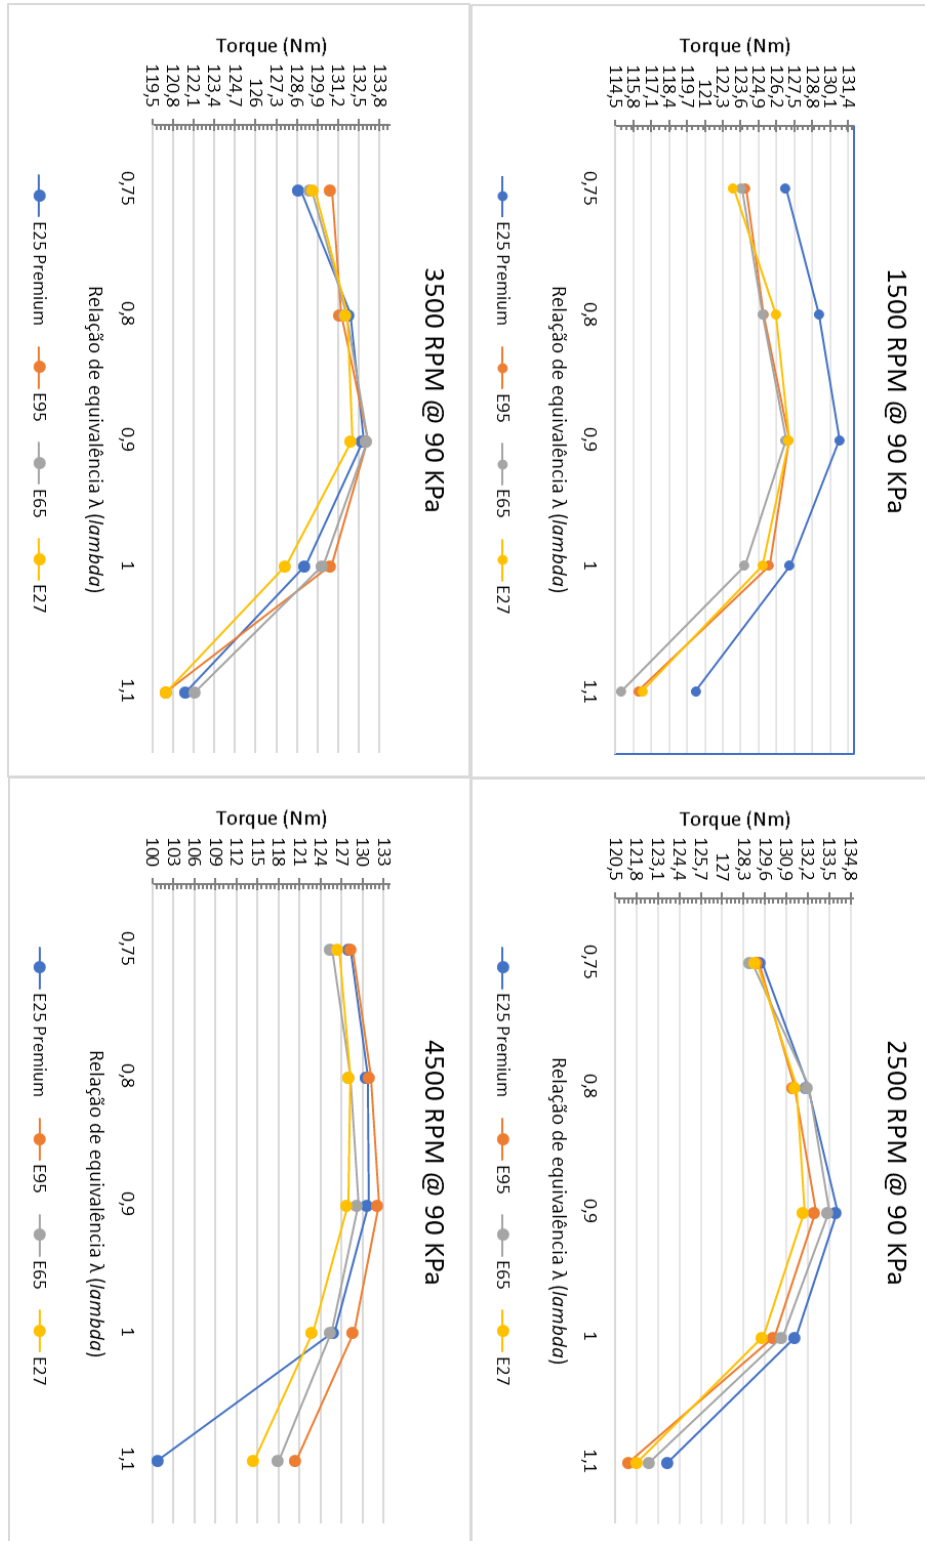 1500 RPM @ 90 KPa
Torque (Nm)
131,4
130,1
128,8
127,5
126,2
124,9
123,6
122,3
121
119,7
118,4
117,1
115,8
114,5
0,75 0,8 0,9 1 1,1
Relação de equivalência λ (lambda)
E25 Premium E95 E65 E27
2500 RPM @ 90 KPa
Torque (Nm)
134,8
133,5
132,2
130,9
129,6
128,3
127
125,7
124,4
123,1
121,8
120,5
0,75 0,8 0,9 1 1,1
Relação de equivalência λ (lambda)
E25 Premium E95 E65 E27
3500 RPM @ 90 KPa
Torque (Nm)
133,8
132,5
131,2
129,9
128,6
127,3
126
124,7
123,4
122,1
120,8
119,5
0,75 0,8 0,9 1 1,1
Relação de equivalência λ (lambda)
E25 Premium E95 E65 E27
4500 RPM @ 90 KPa
Torque (Nm)
133
130
127
124
121
118
115
112
109
106
103
100
0,75 0,8 0,9 1 1,1
Relação de equivalência λ (lambda)
E25 Premium E95 E65 E27